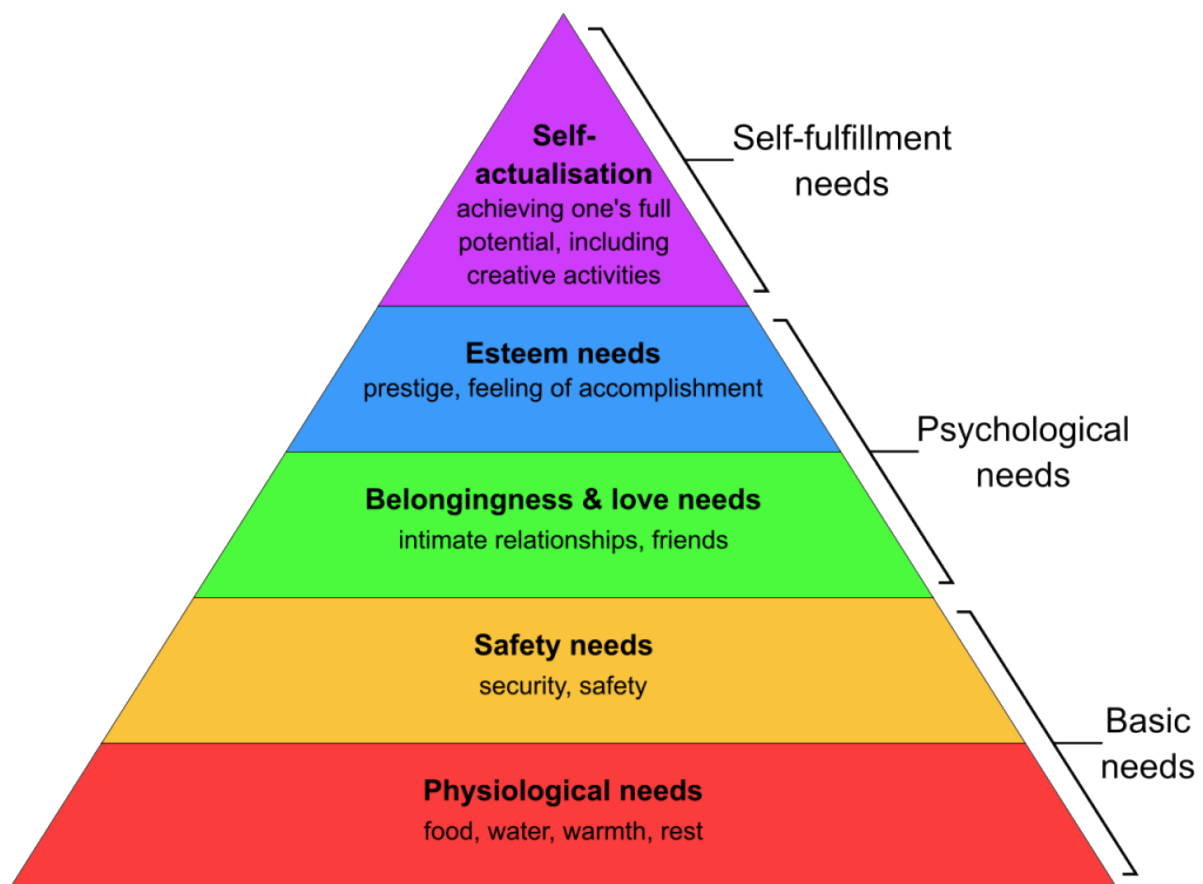 Self-
actualisation
achieving one's full
potential, including
creative activities
Self-fulfillment
needs
Esteem needs
prestige, feeling of accomplishment
Psychological
needs
Belongingness & love needs
intimate relationships, friends
Safety needs
security, safety
Basic
needs
Physiological needs
food, water, warmth, rest